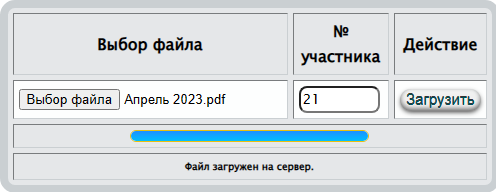 Выбор файла
№ участника
Действие
Выбор файла Апрель 2023.pdf
21
Загрузить
Файл загружен на сервер.